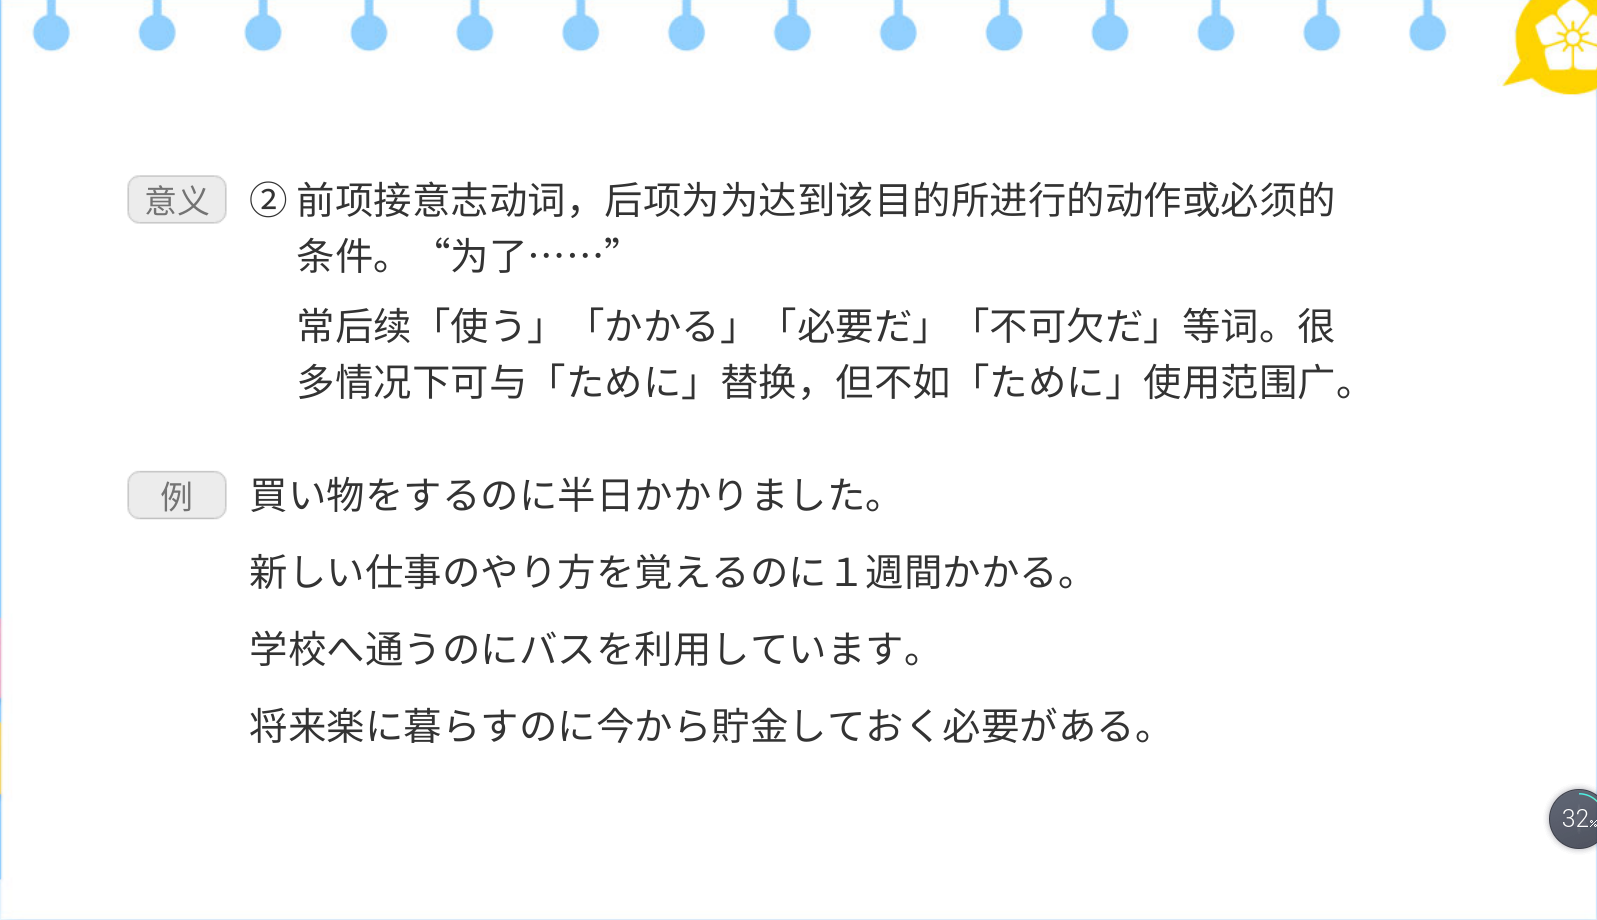 意义 ② 前项接意志动词，后项为为达到该目的所进行的动作或必须的
条件。 “为了……”
常后续「使う」「かかる」「必要だ」「不可欠だ」等词。很
多情况下可与「ために」替换，但不如「ために」使用范围广。
例 買い物をするのに半日かかりました。
新しい仕事のやり方を覚えるのに１週間かかる。
学校へ通うのにバスを利用しています。
将来楽に暮らすのに今から貯金しておく必要がある。
32%